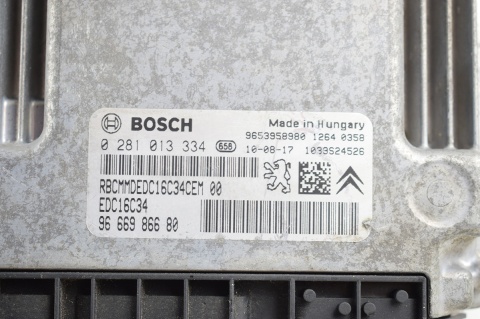 BOSCH
Made in Hungary
9653958980 1264 0358
0 281 013 334 656 10-08-17 1039S24526
RBCMMDEDC16C34CEM 00
EDC16C34
96 669 866 80